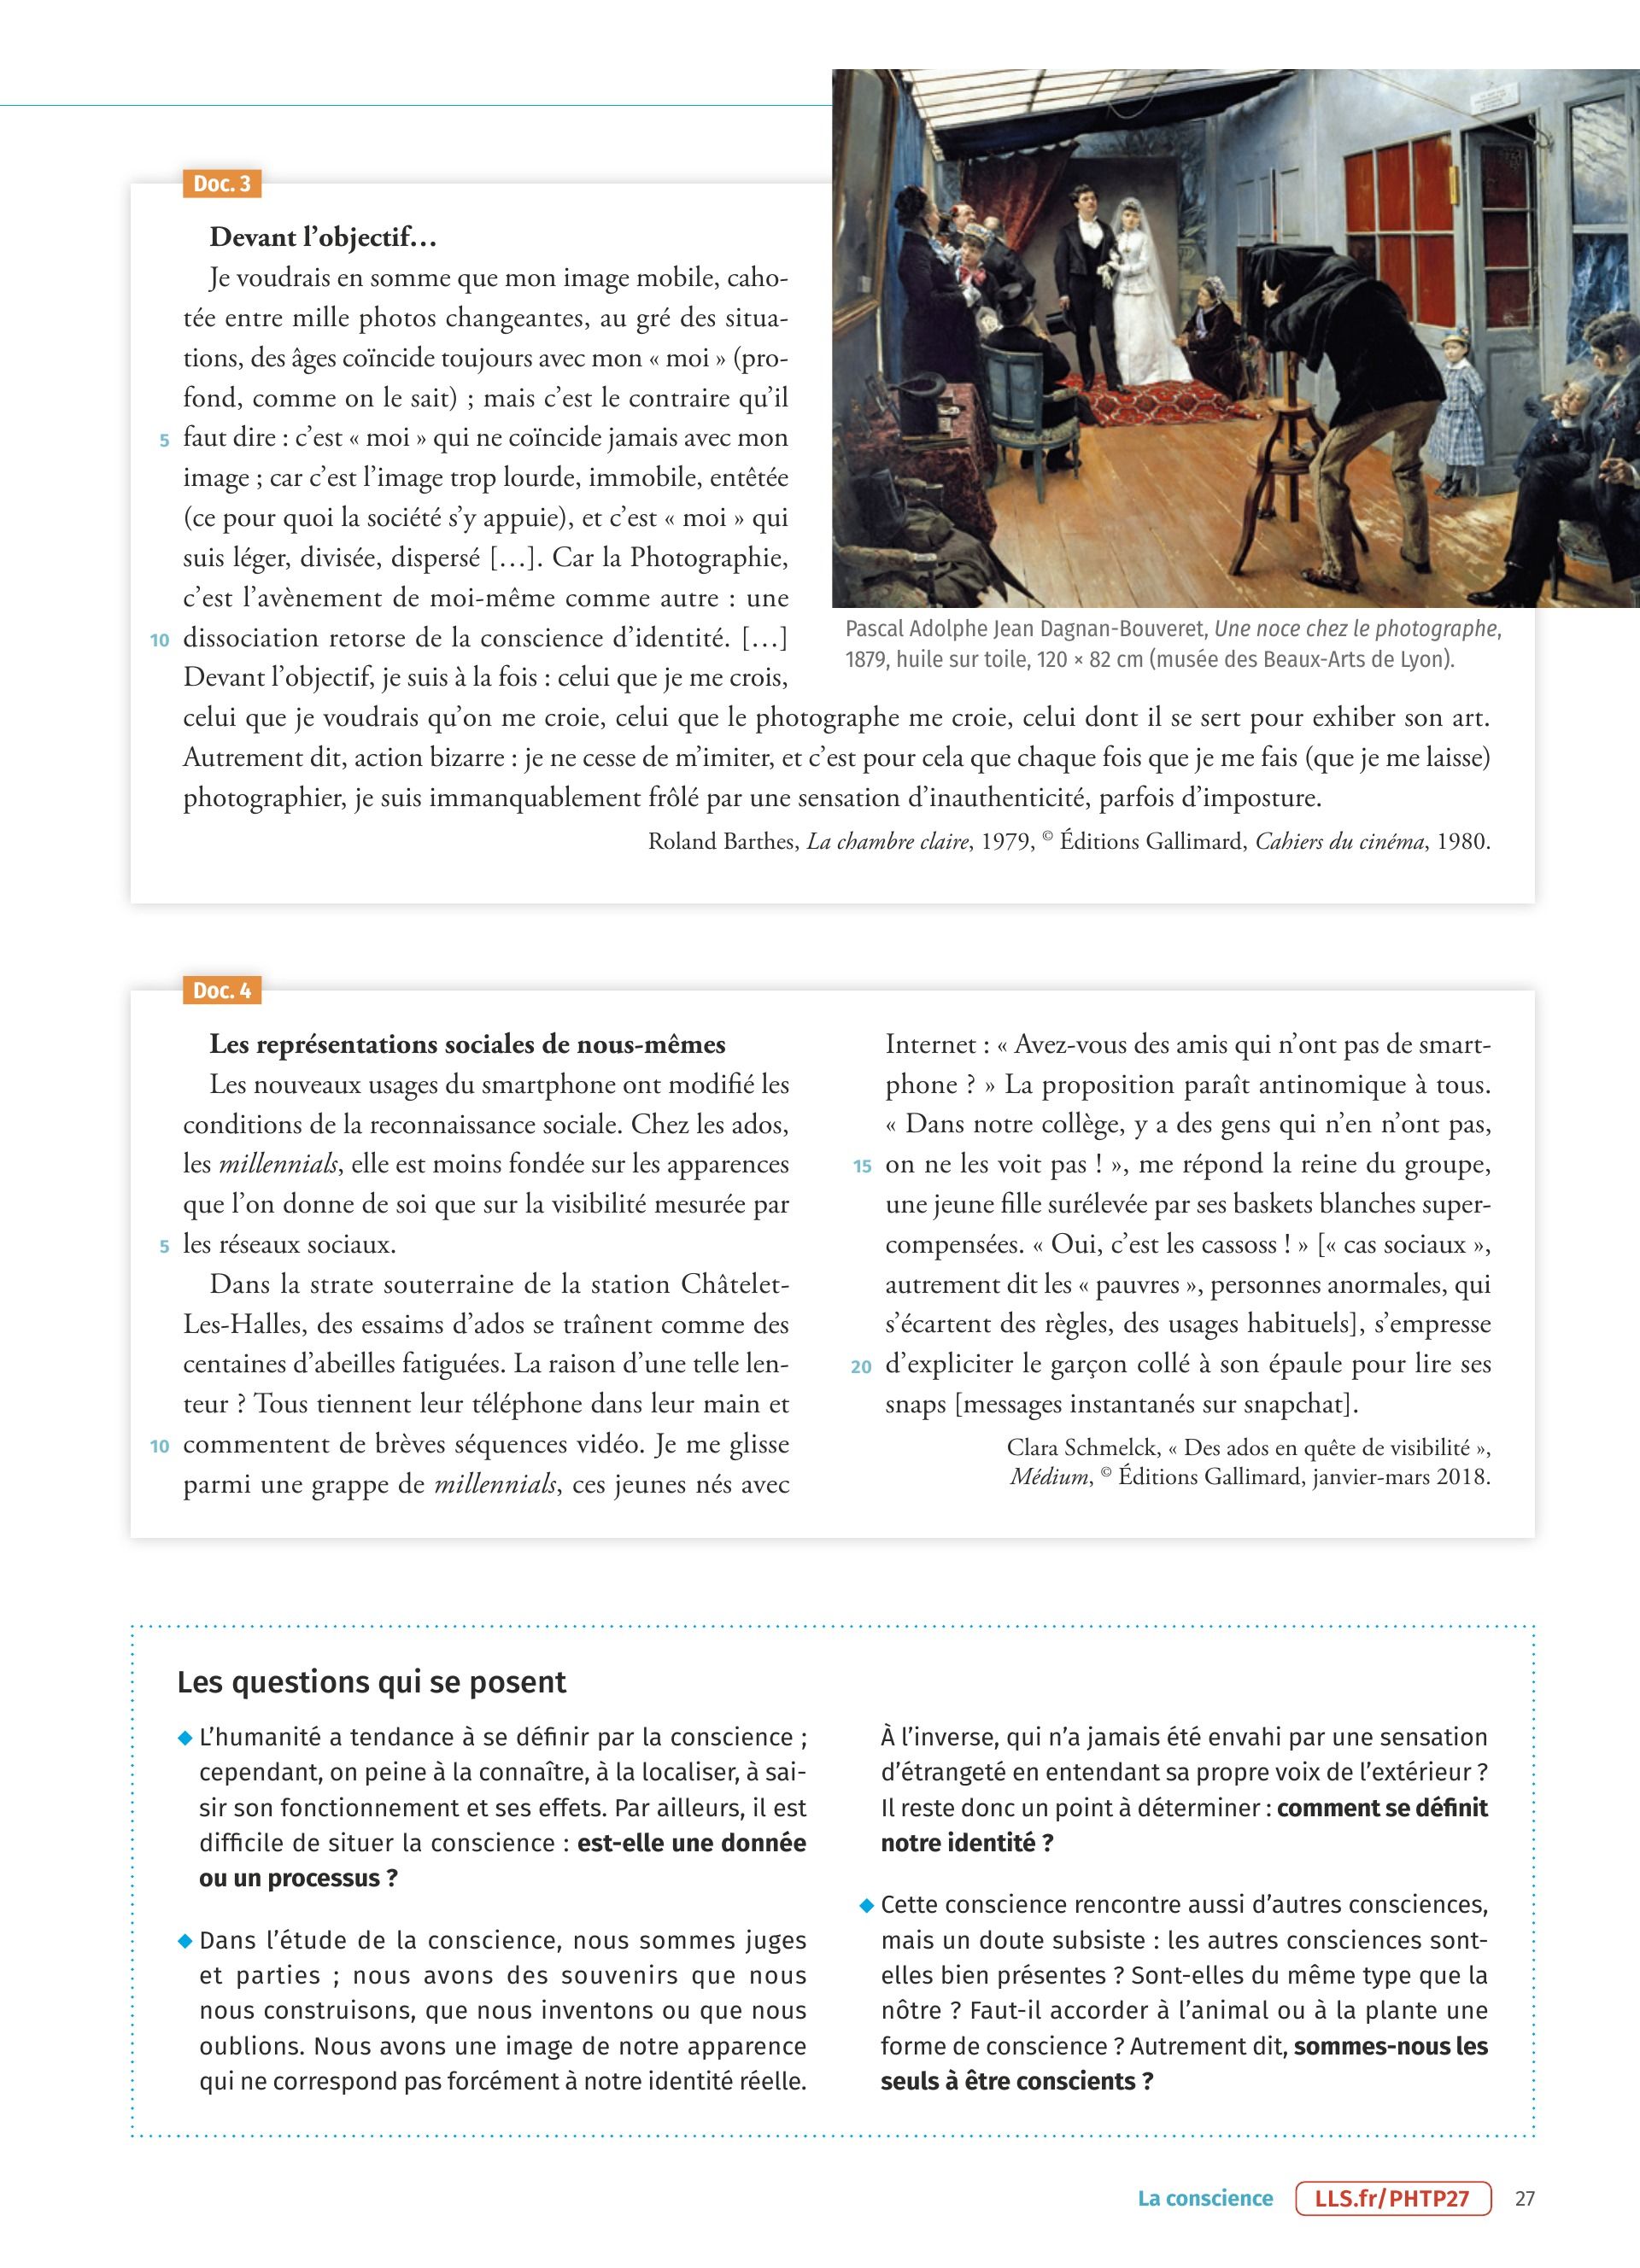 Doc. 3
Devant l’objectif…
Je voudrais en somme que mon image mobile, caho-
tée entre mille photos changeantes, au gré des situa-
tions, des âges coïncide toujours avec mon « moi » (pro-
fond, comme on le sait) ; mais c’est le contraire qu’il
5 faut dire : c’est « moi » qui ne coïncide jamais avec mon
image ; car c’est l’image trop lourde, immobile, entêtée
(ce pour quoi la société s’y appuie), et c’est « moi » qui
suis léger, divisée, dispersé […]. Car la Photographie,
c’est l’avènement de moi-même comme autre : une
10 dissociation retorse de la conscience d’identité. […]
Devant l’objectif, je suis à la fois : celui que je me crois,
celui que je voudrais qu’on me croie, celui que le photographe me croie, celui dont il se sert pour exhiber son art.
Autrement dit, action bizarre : je ne cesse de m’imiter, et c’est pour cela que chaque fois que je me fais (que je me laisse)
photographier, je suis immanquablement frôlé par une sensation d’inauthenticité, parfois d’imposture.
Roland Barthes, La chambre claire, 1979, © Éditions Gallimard, Cahiers du cinéma, 1980.
Pascal Adolphe Jean Dagnan-Bouveret, Une noce chez le photographe,
1879, huile sur toile, 120 × 82 cm (musée des Beaux-Arts de Lyon).
Doc. 4
Les représentations sociales de nous-mêmes
Les nouveaux usages du smartphone ont modifié les
conditions de la reconnaissance sociale. Chez les ados,
les millennials, elle est moins fondée sur les apparences
que l’on donne de soi que sur la visibilité mesurée par
5 les réseaux sociaux.
Dans la strate souterraine de la station Châtelet-
Les-Halles, des essaims d’ados se traînent comme des
centaines d’abeilles fatiguées. La raison d’une telle len-
teur ? Tous tiennent leur téléphone dans leur main et
10 commentent de brèves séquences vidéo. Je me glisse
parmi une grappe de millennials, ces jeunes nés avec
Internet : « Avez-vous des amis qui n’ont pas de smart-
phone ? » La proposition paraît antinomique à tous.
« Dans notre collège, y a des gens qui n’en n’ont pas,
15 on ne les voit pas ! », me répond la reine du groupe,
une jeune fille surélevée par ses baskets blanches super-
compensées. « Oui, c’est les cassoss ! » [« cas sociaux »,
autrement dit les « pauvres », personnes anormales, qui
s’écartent des règles, des usages habituels], s’empresse
20 d’expliciter le garçon collé à son épaule pour lire ses
snaps [messages instantanés sur snapchat].
Clara Schmelck, « Des ados en quête de visibilité »,
Médium, © Éditions Gallimard, janvier-mars 2018.
Les questions qui se posent
◆ L’humanité a tendance à se définir par la conscience ;
cependant, on peine à la connaître, à la localiser, à sai-
sir son fonctionnement et ses effets. Par ailleurs, il est
difficile de situer la conscience : est-elle une donnée
ou un processus ?
◆ Dans l’étude de la conscience, nous sommes juges
et parties ; nous avons des souvenirs que nous
nous construisons, que nous inventons ou que nous
oublions. Nous avons une image de notre apparence
qui ne correspond pas forcément à notre identité réelle.
À l’inverse, qui n’a jamais été envahi par une sensation
d’étrangeté en entendant sa propre voix de l’extérieur ?
Il reste donc un point à déterminer : comment se définit
notre identité ?
◆ Cette conscience rencontre aussi d’autres consciences,
mais un doute subsiste : les autres consciences sont-
elles bien présentes ? Sont-elles du même type que la
nôtre ? Faut-il accorder à l’animal ou à la plante une
forme de conscience ? Autrement dit, sommes-nous les
seuls à être conscients ?
La conscience LLS.fr/PHTP27 27